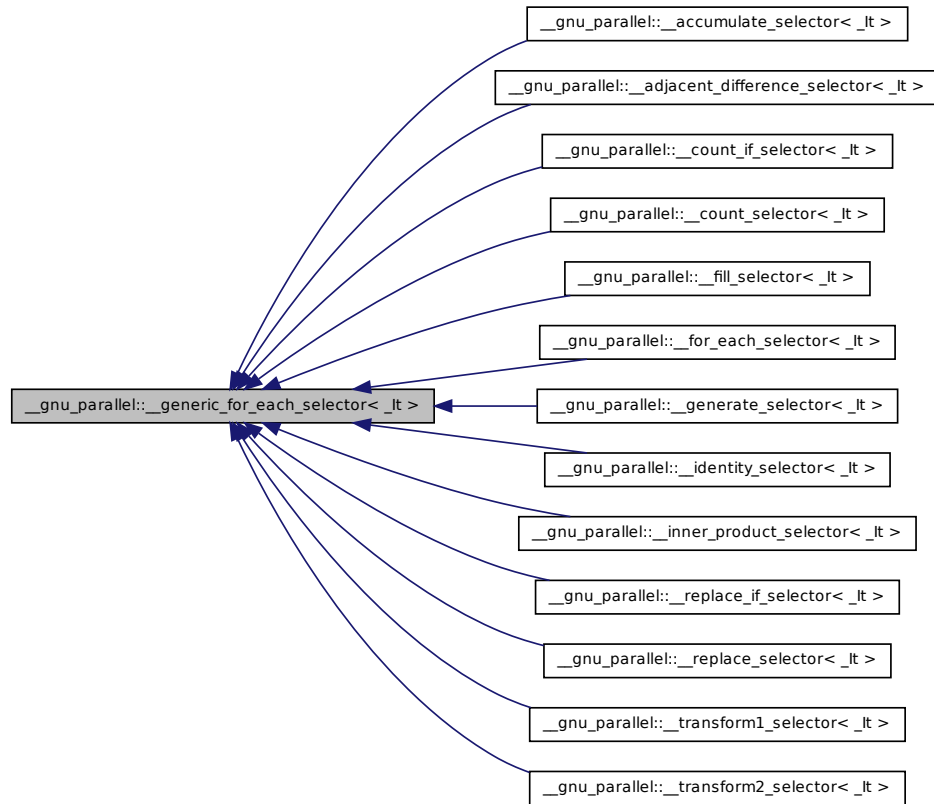 __gnu_parallel::__accumulate_selector< _It >
__gnu_parallel::__adjacent_difference_selector< _It >
__gnu_parallel::__count_if_selector< _It >
__gnu_parallel::__count_selector< _It >
__gnu_parallel::__fill_selector< _It >
__gnu_parallel::__for_each_selector< _It >
__gnu_parallel::__generic_for_each_selector< _It >
__gnu_parallel::__generate_selector< _It >
__gnu_parallel::__identity_selector< _It >
__gnu_parallel::__inner_product_selector< _It >
__gnu_parallel::__replace_if_selector< _It >
__gnu_parallel::__replace_selector< _It >
__gnu_parallel::__transform1_selector< _It >
__gnu_parallel::__transform2_selector< _It >